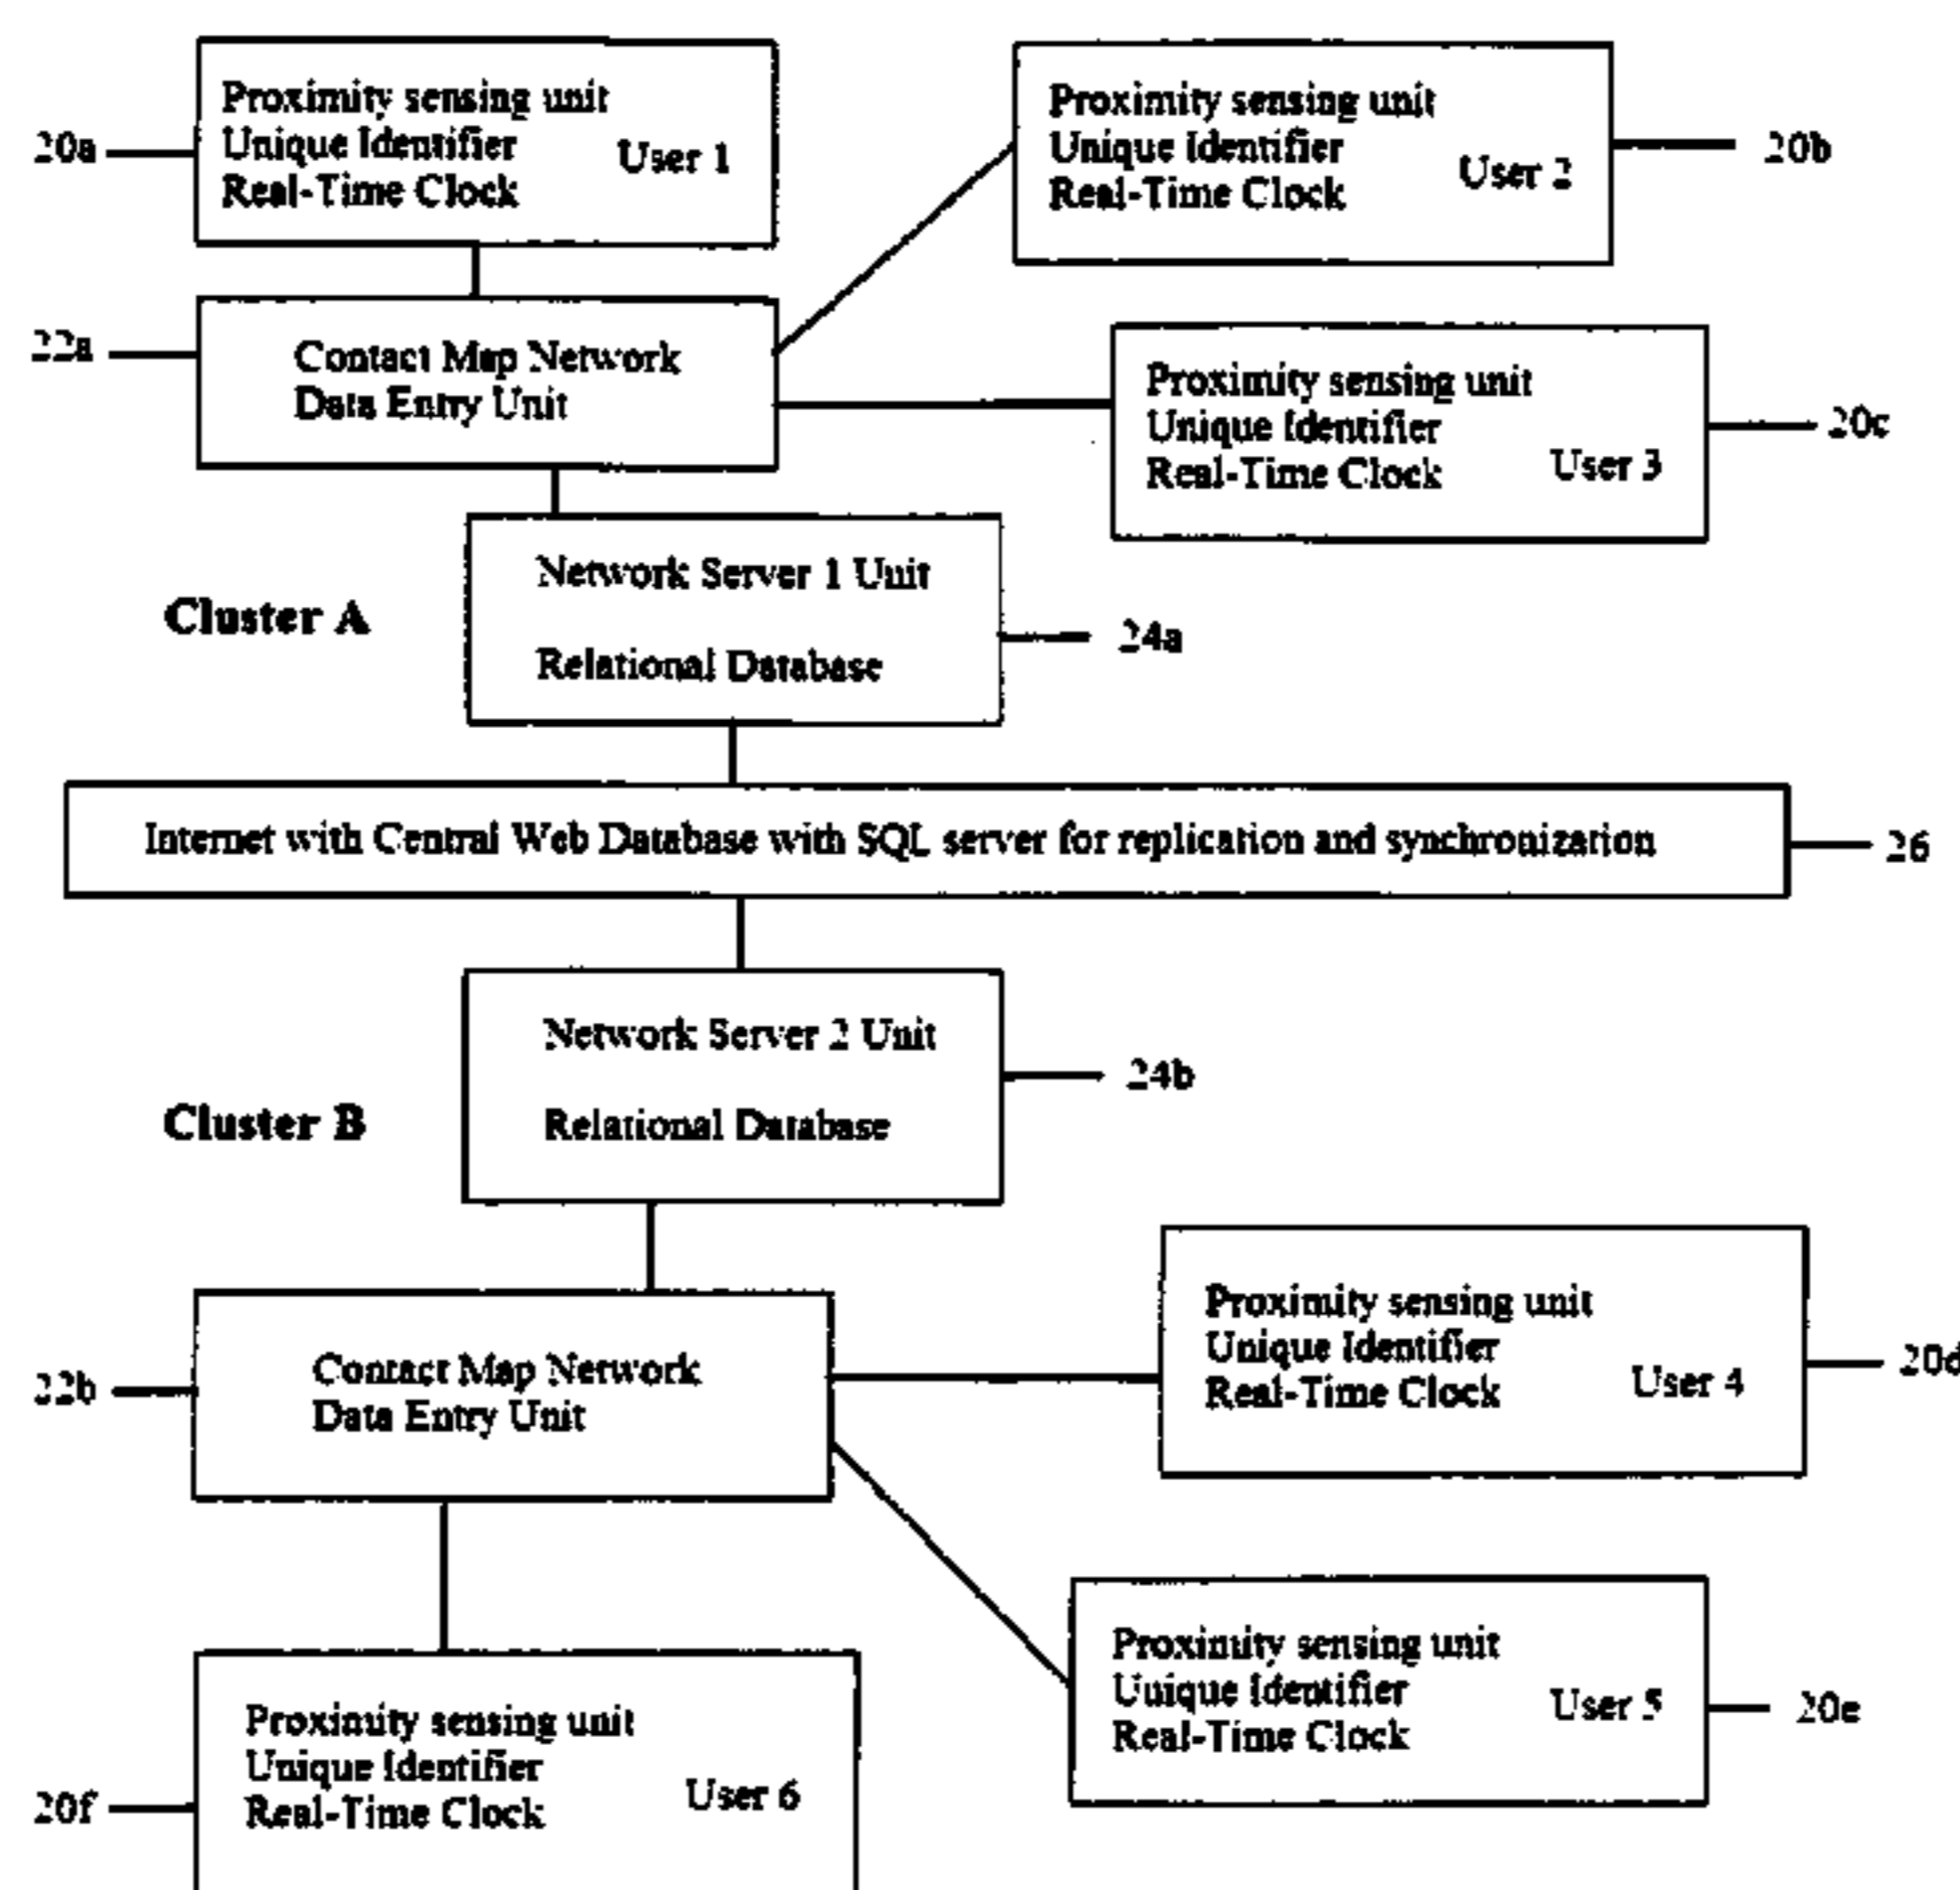 Proximity sensing unit
Unique Identifier
Real-Time Clock
User 1
20a
Proximity sensing unit
Unique Identifier
Real-Time Clock
User 2
20b
22a
Contact Map Network
Data Entry Unit
Proximity sensing unit
Unique Identifier
Real-Time Clock
User 3
20c
Network Server 1 Unit
Relational Database
Cluster A
24a
Internet with Central Web Database with SQL server for replication and synchronization
26
Network Server 2 Unit
Relational Database
24b
Cluster B
22b
Contact Map Network
Data Entry Unit
Proximity sensing unit
Unique Identifier
Real-Time Clock
User 4
20d
Proximity sensing unit
Unique Identifier
Real-Time Clock
User 5
20e
Proximity sensing unit
Unique Identifier
Real-Time Clock
User 6
20f